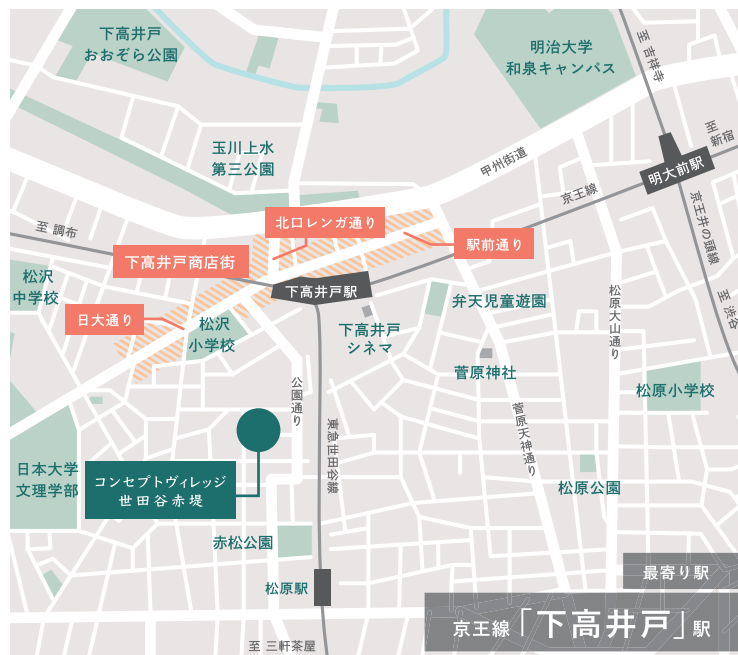 下高井戸
おおぞら公園
明治大学
和泉キャンパス
至 吉祥寺
玉川上水
第三公園
甲州街道
至
新宿
明大前駅
京王線
京王井の頭線
北口レンガ通り
至 調布
駅前通り
下高井戸商店街
松沢
中学校
下高井戸駅
弁天児童遊園
松原大山通り
至 渋谷
日大通り
松沢
小学校
下高井戸
シネマ
菅原神社
公園通り
松原小学校
菅原天神通り
東急世田谷線
日本大学
文理学部
コンセプトヴィレッジ
世田谷赤堤
松原公園
赤松公園
松原駅
最寄り駅
京王線「下高井戸」駅
至 三軒茶屋